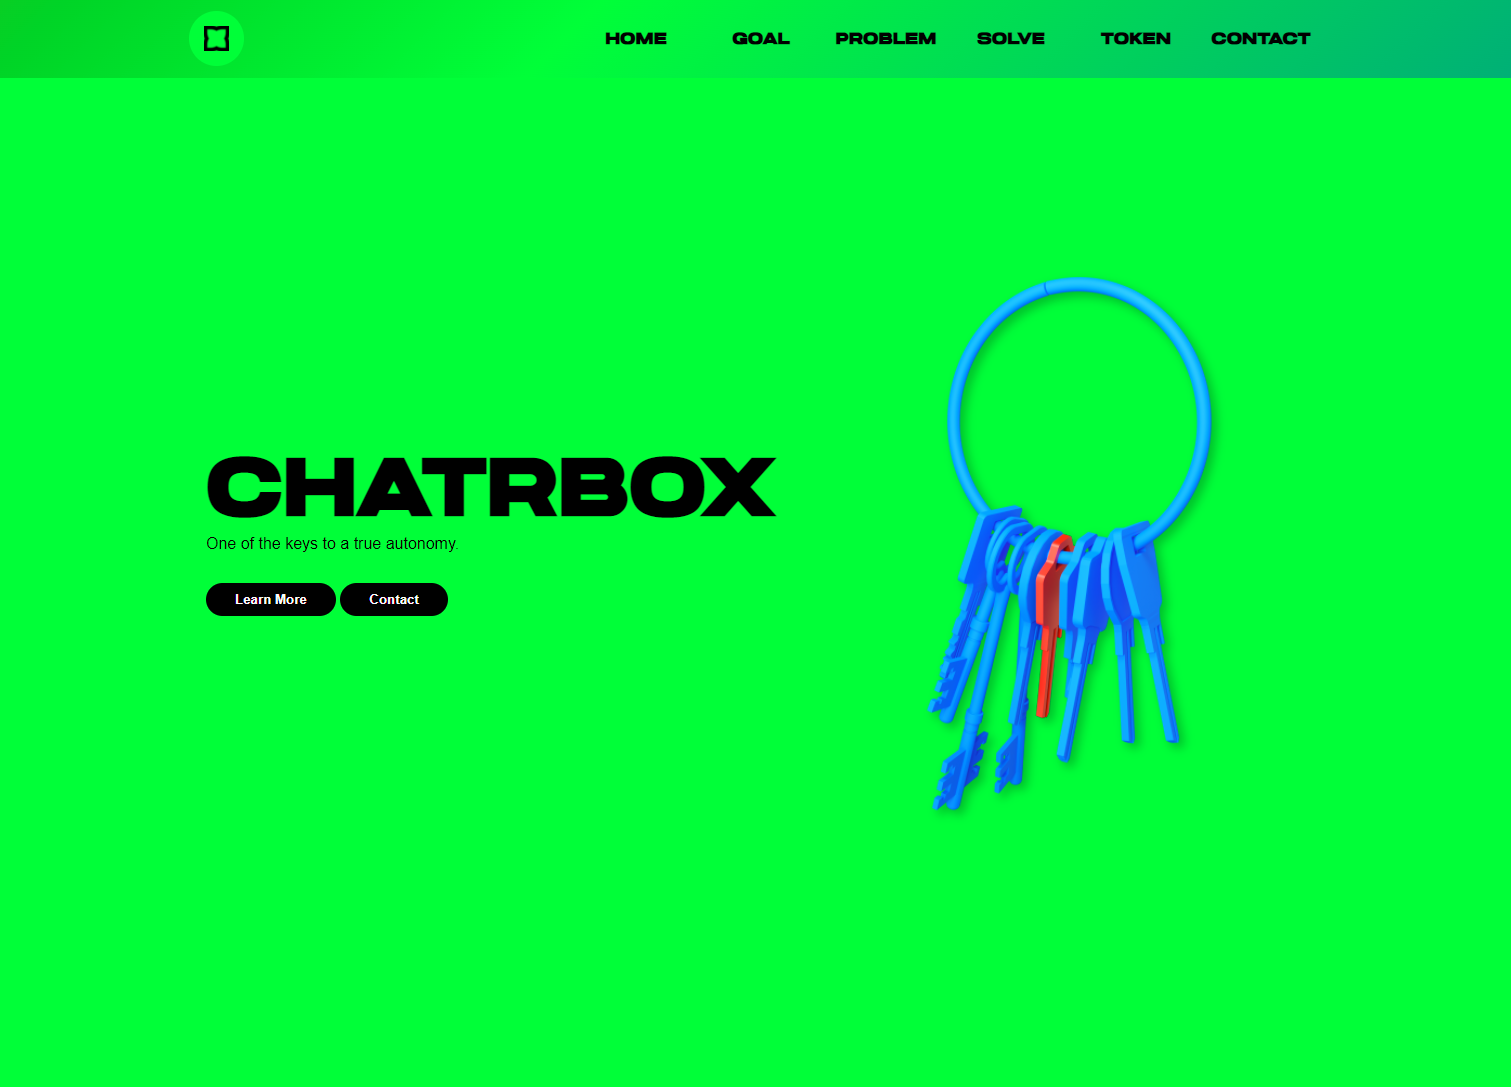 HOME GOAL PROBLEM SOLVE TOKEN CONTACT
CHATRBOX
One of the keys to a true autonomy.
Learn More Contact